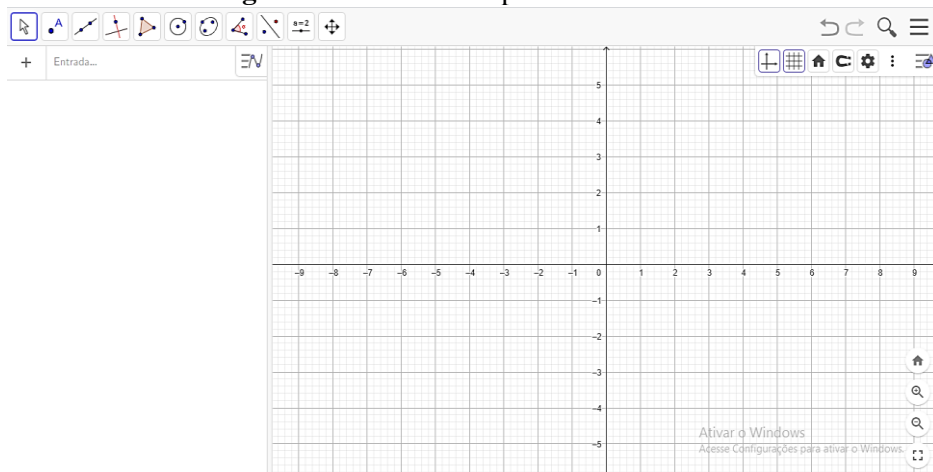 A
a=2
Entrada...
5
4
3
2
1
−9 −8 −7 −6 −5 −4 −3 −2 −1 0 1 2 3 4 5 6 7 8 9
−1
−2
−3
−4
−5
Ativar o Windows
Acesse Configurações para ativar o Windows.